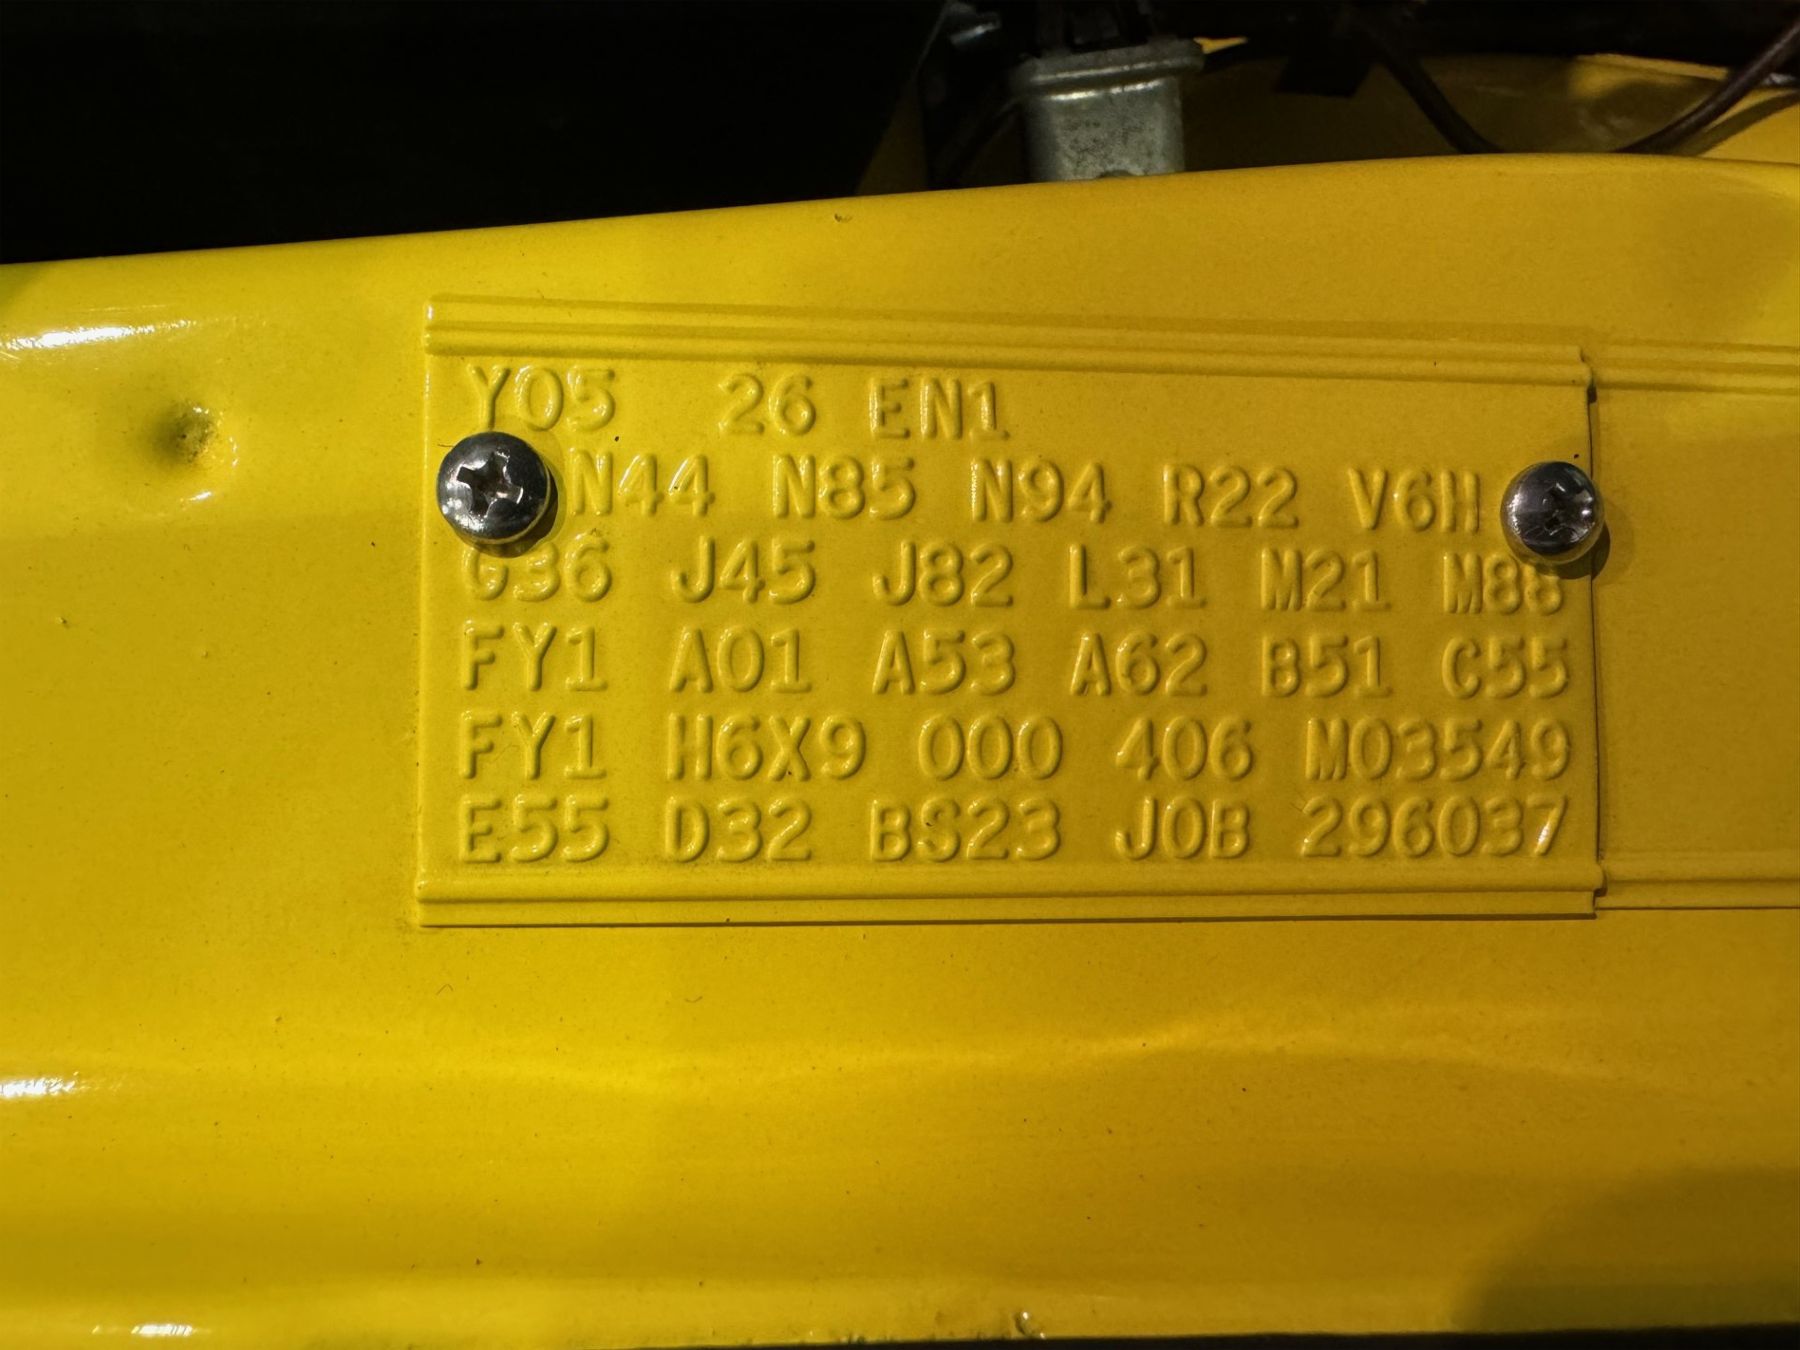 Y05 26 EN1
N44 N85 N94 R22 V6H
G36 J45 J82 L31 M21 M88
FY1 A01 A53 A62 B51 C55
FY1 H6X9 000 406 M03549
E55 D32 BS23 J0B 296037